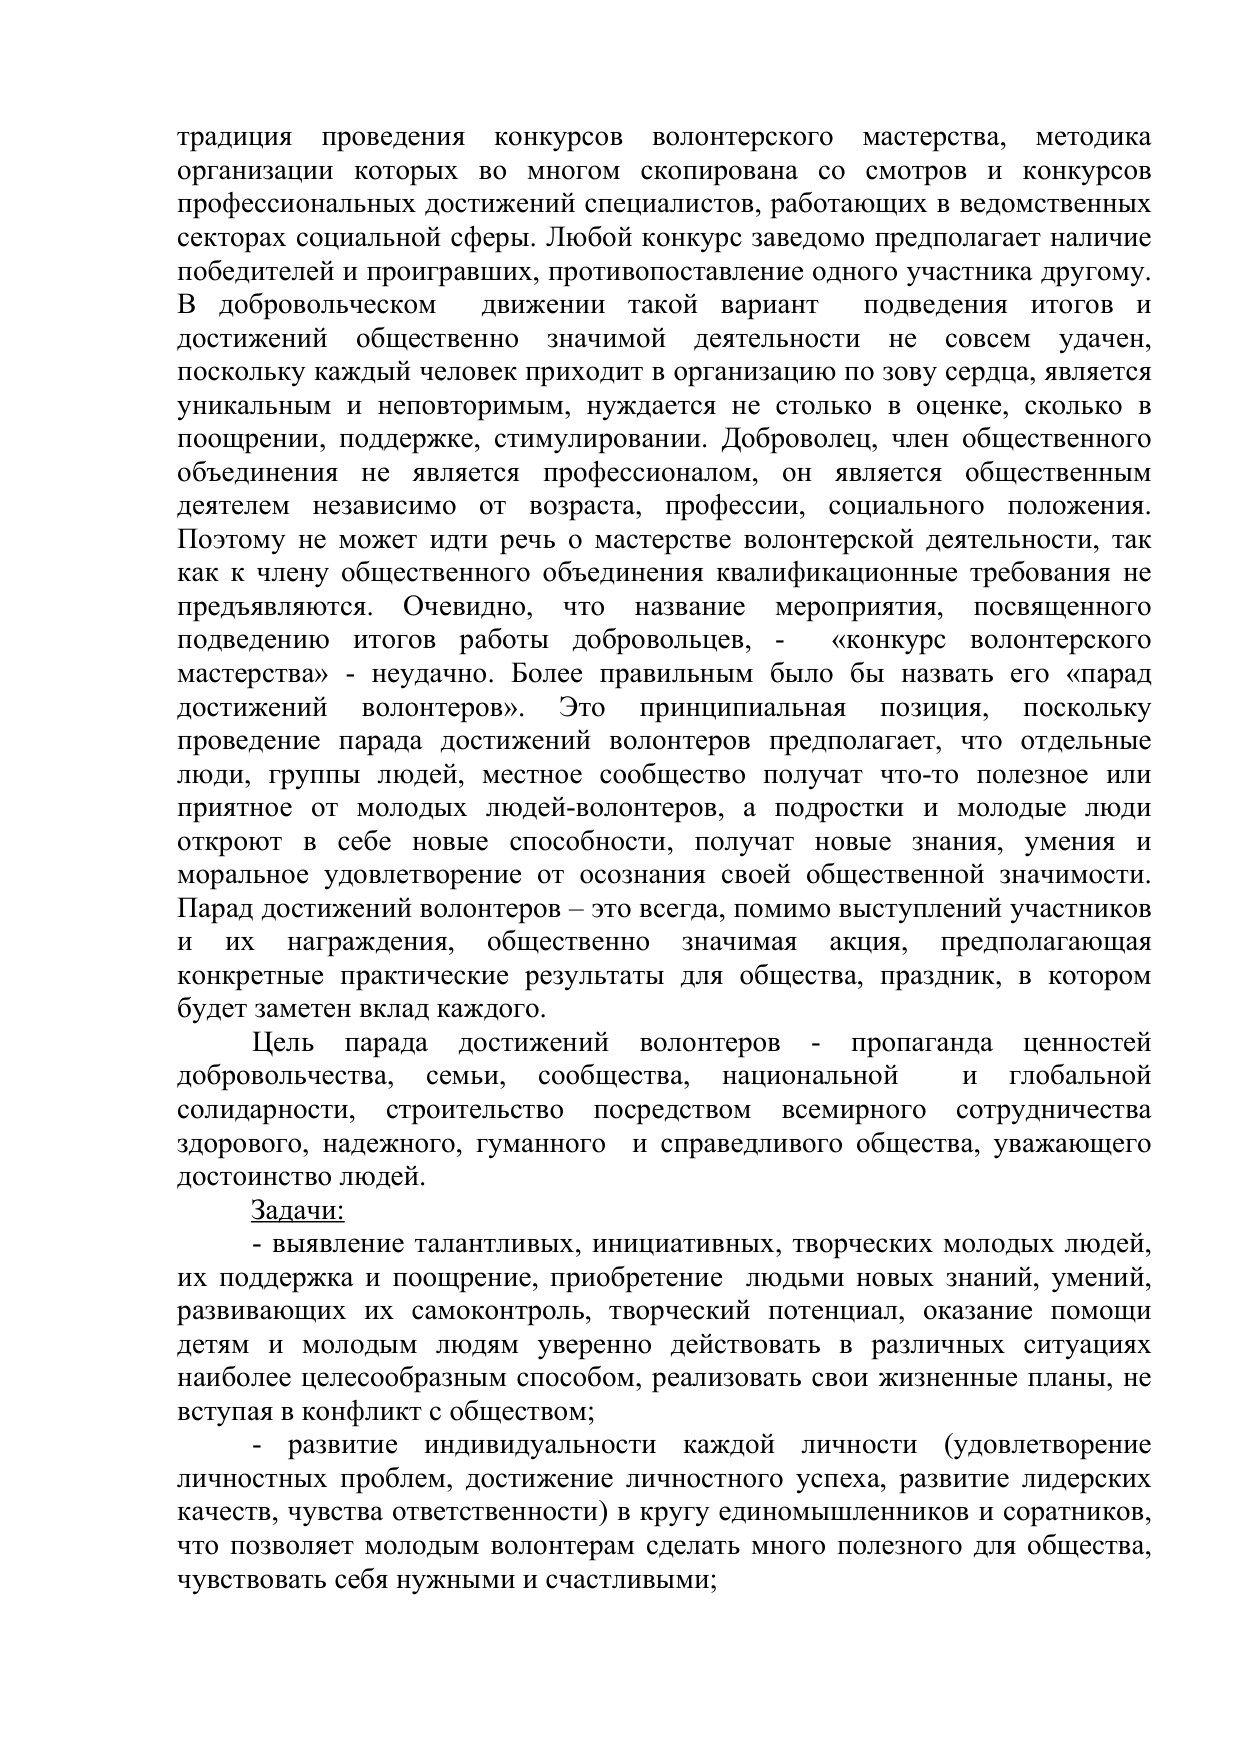 традиция проведения конкурсов волонтерского мастерства, методика
организации которых во многом скопирована со смотров и конкурсов
профессиональных достижений специалистов, работающих в ведомственных
секторах социальной сферы. Любой конкурс заведомо предполагает наличие
победителей и проигравших, противопоставление одного участника другому.
В добровольческом движении такой вариант подведения итогов и
достижений общественно значимой деятельности не совсем удачен,
поскольку каждый человек приходит в организацию по зову сердца, является
уникальным и неповторимым, нуждается не столько в оценке, сколько в
поощрении, поддержке, стимулировании. Доброволец, член общественного
объединения не является профессионалом, он является общественным
деятелем независимо от возраста, профессии, социального положения.
Поэтому не может идти речь о мастерстве волонтерской деятельности, так
как к члену общественного объединения квалификационные требования не
предъявляются. Очевидно, что название мероприятия, посвященного
подведению итогов работы добровольцев, - «конкурс волонтерского
мастерства» - неудачно. Более правильным было бы назвать его «парад
достижений волонтеров». Это принципиальная позиция, поскольку
проведение парада достижений волонтеров предполагает, что отдельные
люди, группы людей, местное сообщество получат что-то полезное или
приятное от молодых людей-волонтеров, а подростки и молодые люди
откроют в себе новые способности, получат новые знания, умения и
моральное удовлетворение от осознания своей общественной значимости.
Парад достижений волонтеров – это всегда, помимо выступлений участников
и их награждения, общественно значимая акция, предполагающая
конкретные практические результаты для общества, праздник, в котором
будет заметен вклад каждого.
Цель парада достижений волонтеров - пропаганда ценностей
добровольчества, семьи, сообщества, национальной и глобальной
солидарности, строительство посредством всемирного сотрудничества
здорового, надежного, гуманного и справедливого общества, уважающего
достоинство людей.
Задачи:
- выявление талантливых, инициативных, творческих молодых людей,
их поддержка и поощрение, приобретение людьми новых знаний, умений,
развивающих их самоконтроль, творческий потенциал, оказание помощи
детям и молодым людям уверенно действовать в различных ситуациях
наиболее целесообразным способом, реализовать свои жизненные планы, не
вступая в конфликт с обществом;
- развитие индивидуальности каждой личности (удовлетворение
личностных проблем, достижение личностного успеха, развитие лидерских
качеств, чувства ответственности) в кругу единомышленников и соратников,
что позволяет молодым волонтерам сделать много полезного для общества,
чувствовать себя нужными и счастливыми;